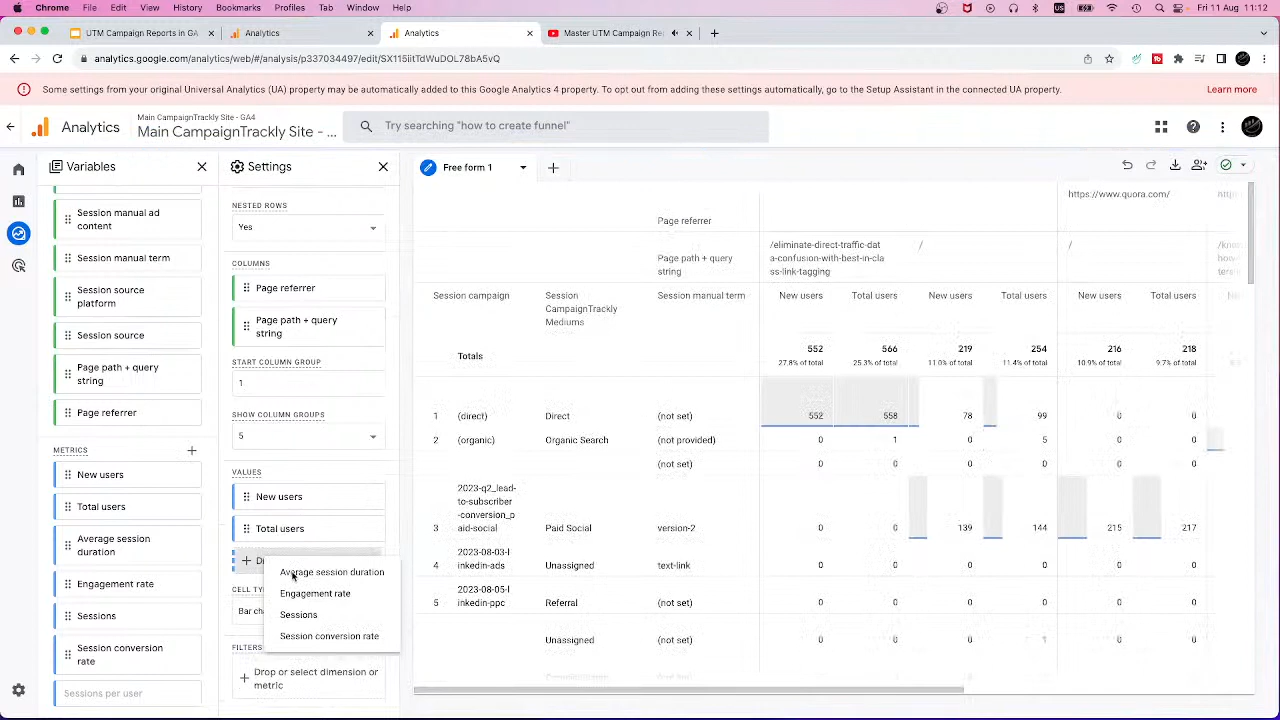 Chrome File Edit View History Bookmarks Profiles Tab Window Help
US Fri 11 Aug 11:12
UTM Campaign Reports in GA
Analytics
Analytics
Master UTM Campaign Re
analytics.google.com/analytics/web/#/analysis/p337034497/edit/SX115iitTdWuDOL78bA5vQ
Some settings from your original Universal Analytics (UA) property may be automatically added to this Google Analytics 4 property. To opt out from adding these settings automatically, go to the Setup Assistant in the connected UA property.
Learn more
Analytics
Main CampaignTrackly Site - GA4
Main CampaignTrackly Site - ...
Try searching "how to create funnel"
Variables
Session manual ad content
Session manual term
Session source platform
Session source
Page path + query string
Page referrer
METRICS
New users
Total users
Average session duration
Engagement rate
Sessions
Session conversion rate
Sessions per user
Settings
NESTED ROWS
Yes
COLUMNS
Page referrer
Page path + query string
START COLUMN GROUP
1
SHOW COLUMN GROUPS
5
VALUES
New users
Total users
Average session duration
Engagement rate
Sessions
Session conversion rate
Bar cha
FILTERS
Drop or select dimension or metric
Free form 1
https://www.quora.com/
Page referrer
Page path + query string
/eliminate-direct-traffic-dat
a-confusion-with-best-in-cla
ss-link-tagging
/
/
Session campaign
Session CampaignTrackly Mediums
Session manual term
New users Total users New users Total users New users Total users
Totals
552 566 219 254 216 218
27.8% of total 25.3% of total 11.0% of total 11.4% of total 10.9% of total 9.7% of total
1 (direct) Direct (not set) 552 558 78 99 0 0
2 (organic) Organic Search (not provided) 0 1 0 5 0 0
(not set) 0 0 0 0 0 0
3 2023-q2_lead-to-subscriber-conversion_paid-social Paid Social version-2 0 0 139 144 215 217
4 2023-08-03-linkedin-ads Unassigned text-link 0 0 0 0 0 0
5 2023-08-05-linkedin-ppc Referral (not set) 0 0 0 0 0 0
Unassigned (not set) 0 0 0 1 0 0